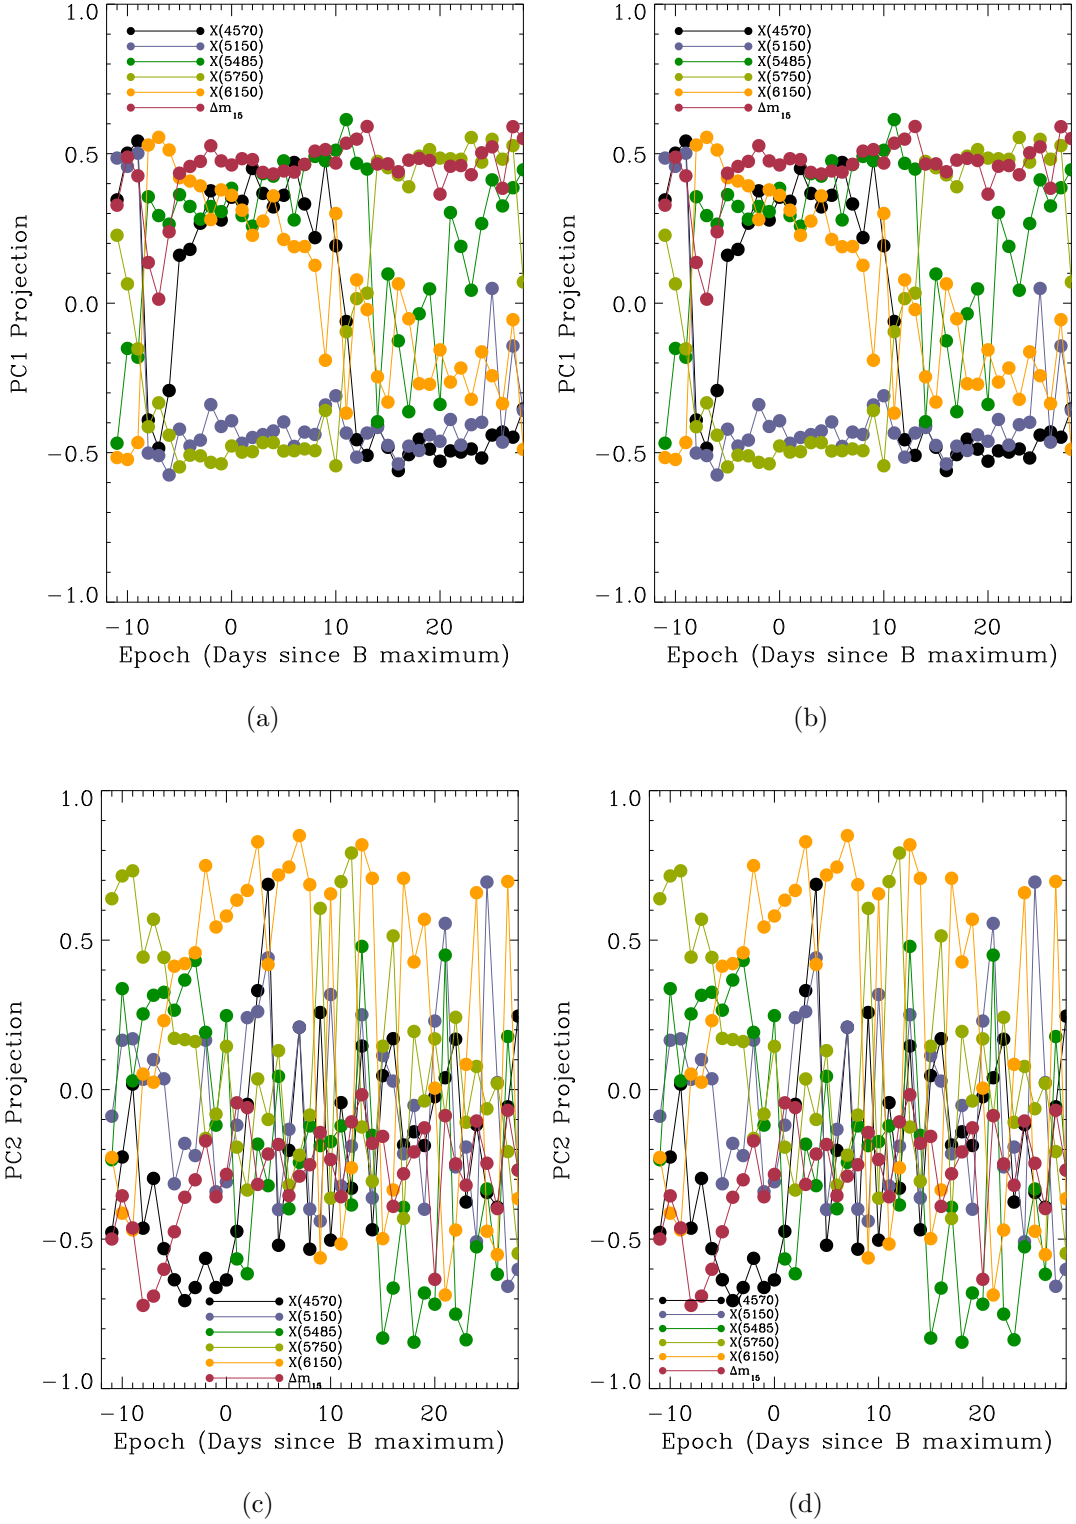 1.0
0.5
0.0
−0.5
−1.0
PC1 Projection
X(4570)
X(5150)
X(5485)
X(5750)
X(6150)
Δm15
−10 0 10 20
Epoch (Days since B maximum)
(a)
1.0
0.5
0.0
−0.5
−1.0
PC1 Projection
X(4570)
X(5150)
X(5485)
X(5750)
X(6150)
Δm15
−10 0 10 20
Epoch (Days since B maximum)
(b)
1.0
0.5
0.0
−0.5
−1.0
PC2 Projection
X(4570)
X(5150)
X(5485)
X(5750)
X(6150)
Δm15
−10 0 10 20
Epoch (Days since B maximum)
(c)
1.0
0.5
0.0
−0.5
−1.0
PC2 Projection
X(4570)
X(5150)
X(5485)
X(5750)
X(6150)
Δm15
−10 0 10 20
Epoch (Days since B maximum)
(d)